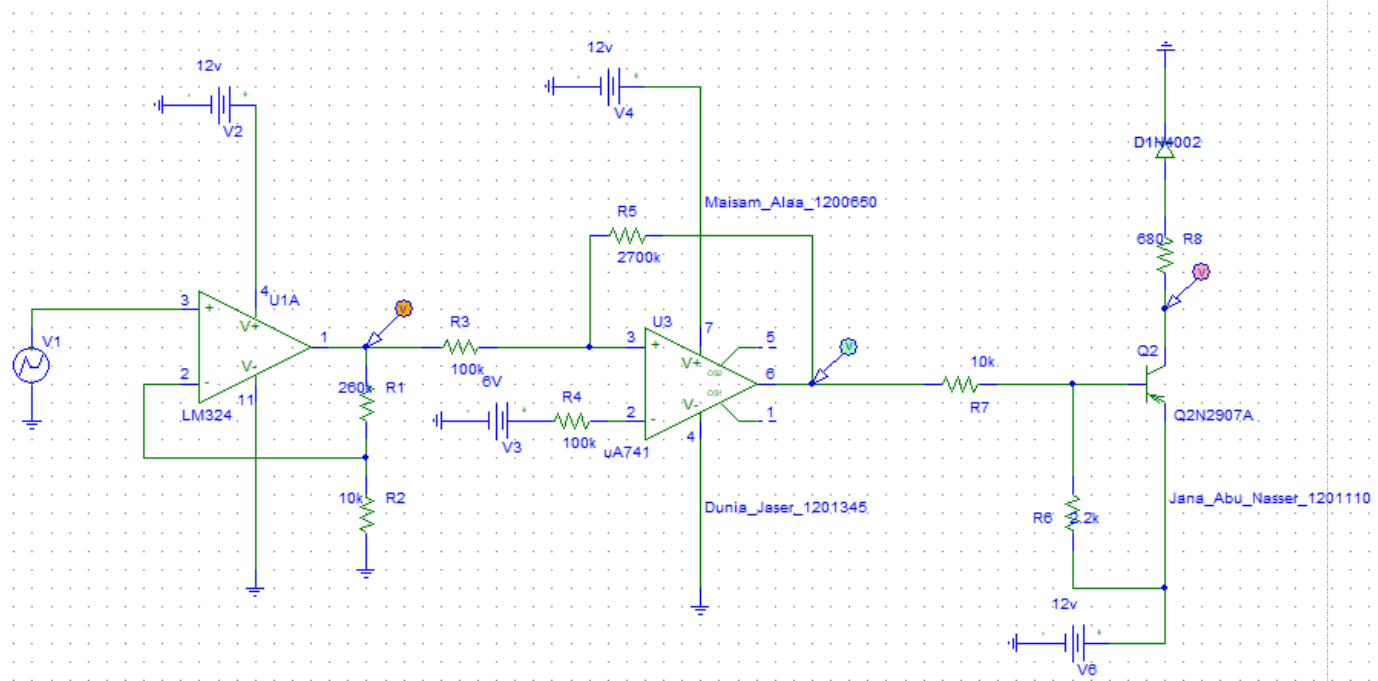 12v
V2
12v
V4
D1N4002
Maisam_Alaa_1200650
R5
2700k
680
R8
V
3
+
4
U1A
V+
V1
1
V
R3
100k
U3
3
+
7
V+
5
OS2
V
10k
R7
Q2
2
-
V-
11
LM324
260k
R1
6V
V3
R4
100k
2
-
V-
4
OS1
6
1
uA741
Q2N2907A
10k
R2
Dunia_Jaser_1201345
R6
2.2k
Jana_Abu_Nasser_1201110
12v
V6